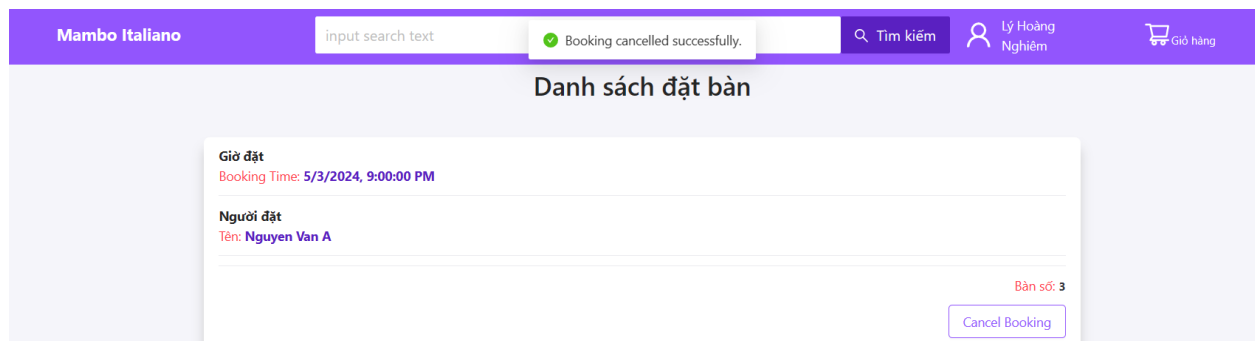 Mambo Italiano
input search text
Booking cancelled successfully.
Tìm kiếm
Lý Hoàng
Nghiêm
Giỏ hàng
Danh sách đặt bàn
Giờ đặt
Booking Time: 5/3/2024, 9:00:00 PM
Người đặt
Tên: Nguyen Van A
Bàn số: 3
Cancel Booking